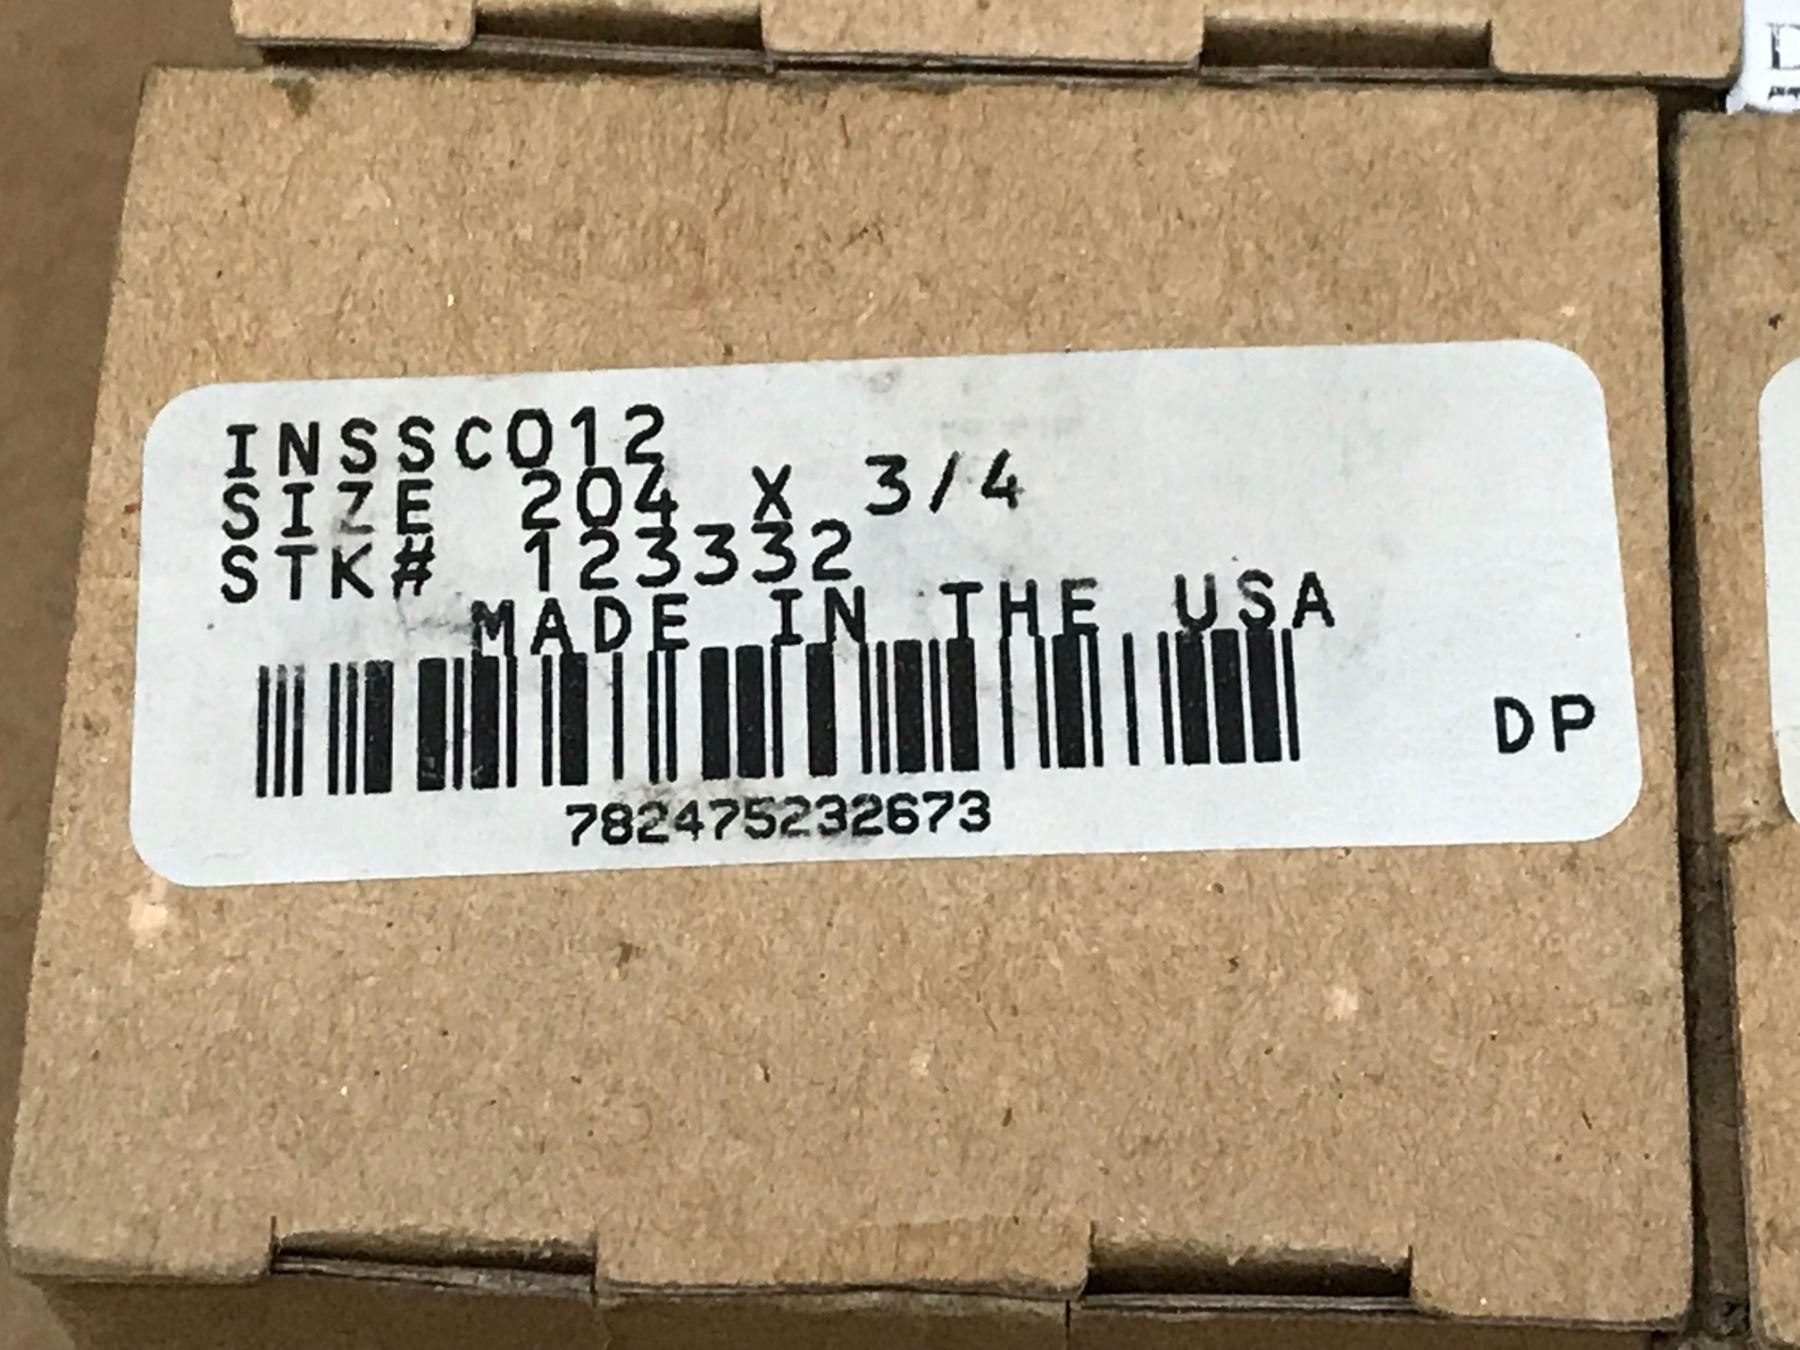 INSSC012
SIZE 204 X 3/4
STK# 123332
MADE IN THE USA
DP
782475232673